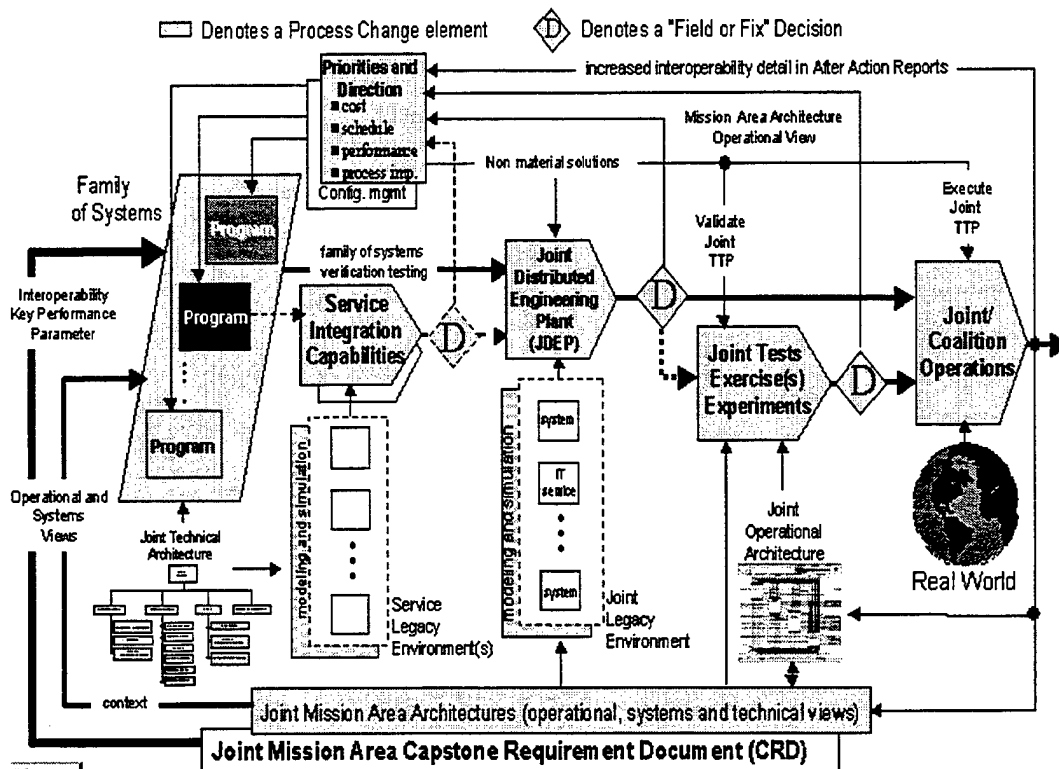 Denotes a Process Change element
D
Denotes a "Field or Fix" Decision
Priorities and
Direction
■ cost
■ schedule
■ performance
■ process imp.
Config. mgmt
increased interoperability detail in After Action Reports
Mission Area Architecture
Operational View
Non material solutions
Family
of Systems
Program
Program
Program
Interoperability
Key Performance
Parameter
family of systems
verification testing
Service
Integration
Capabilities
D
Joint
Distributed
Engineering
Plant
(JDEP)
D
Validate
Joint
TTP
Execute
Joint
TTP
Joint Tests
Exercise(s)
Experiments
D
Joint/
Coalition
Operations
Operational and
Systems
Views
Joint Technical
Architecture
modeling and simulation
Service
Legacy
Environment(s)
modeling and simulation
system
IT
service
system
Joint
Legacy
Environment
Joint
Operational
Architecture
Real World
context
Joint Mission Area Architectures (operational, systems and technical views)
Joint Mission Area Capstone Requirement Document (CRD)